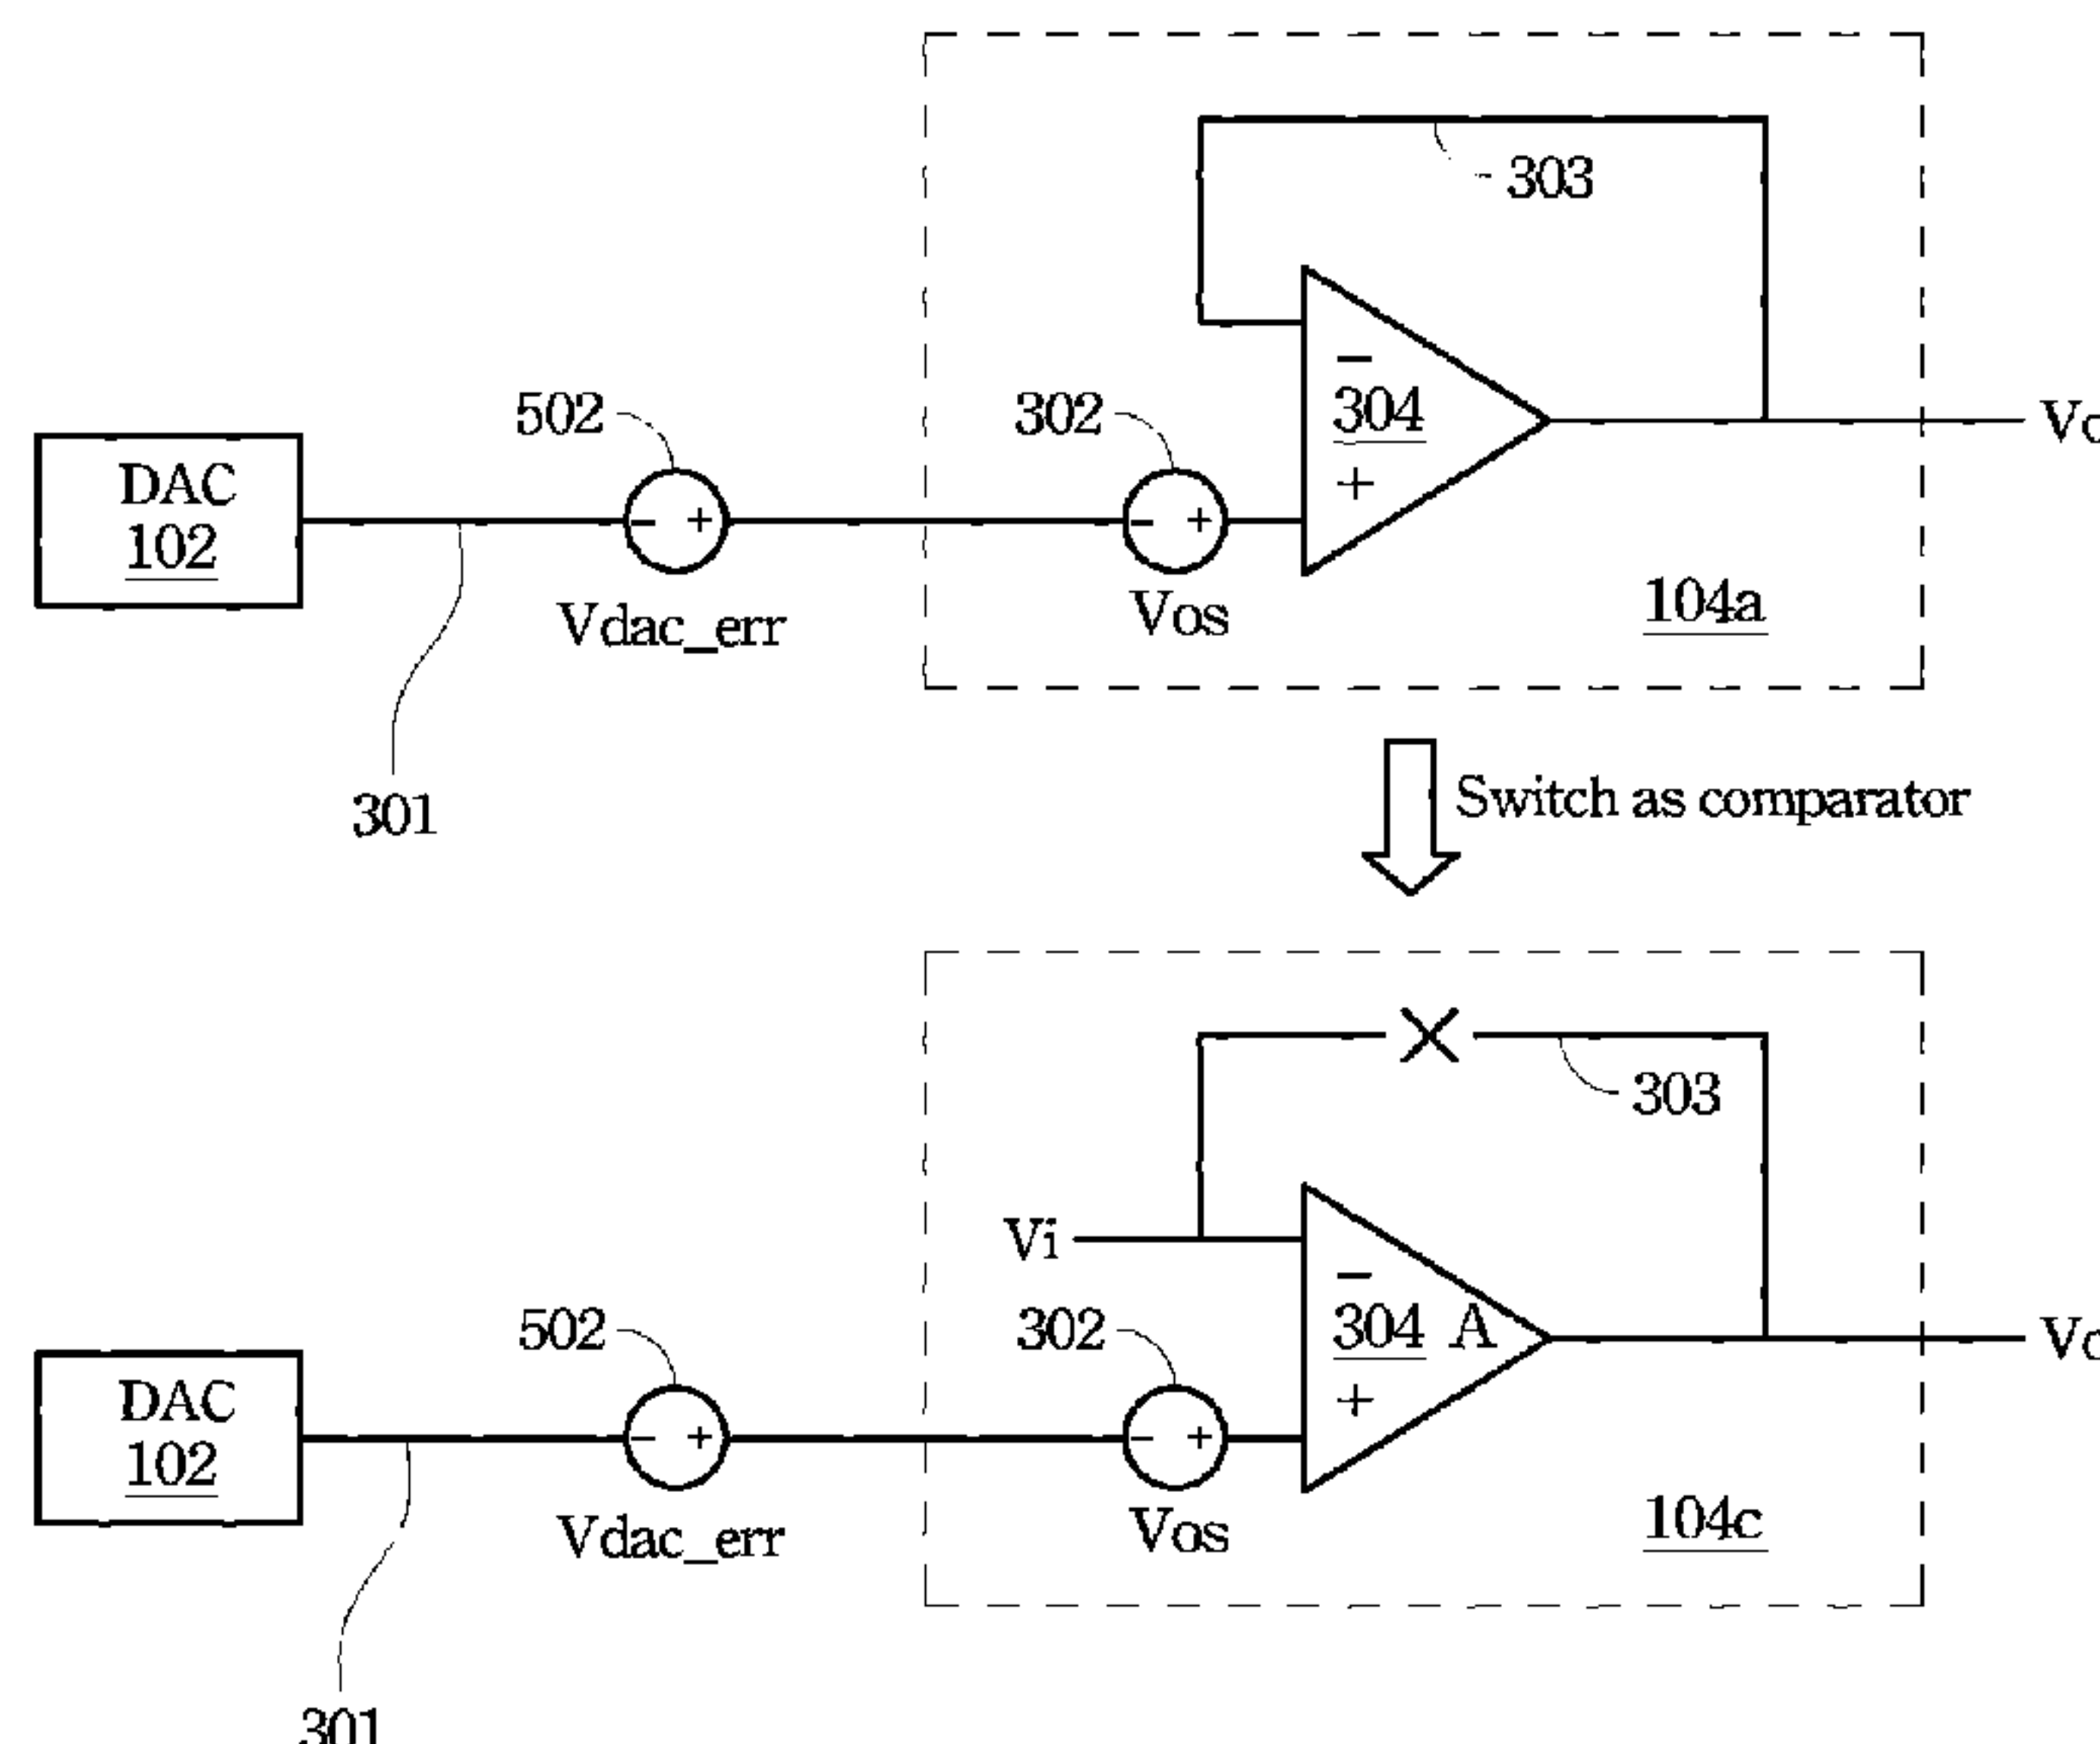 303
-
304
+
502
302
Vo
DAC
102
- +
- +
Vdac_err
Vos
104a
301
Switch as comparator
303
Vi
-
304 A
+
502
302
Vo
DAC
102
- +
- +
Vdac_err
Vos
104c
301